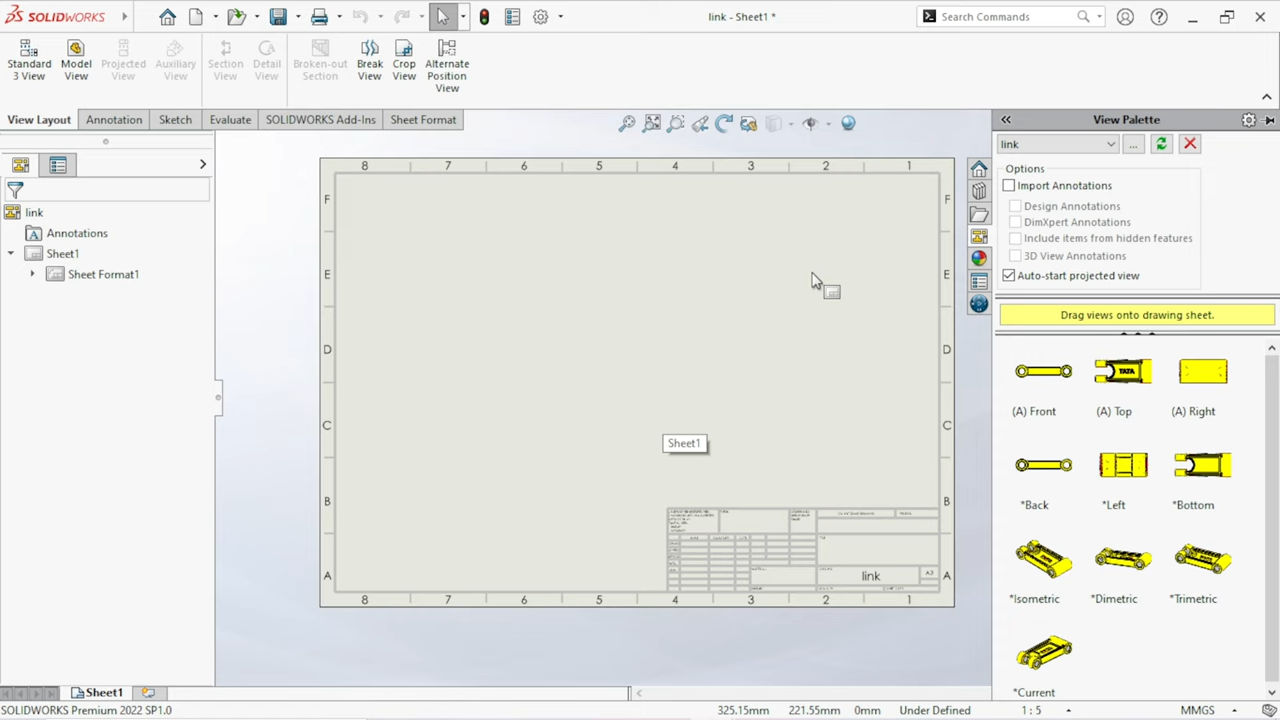 SOLIDWORKS
link - Sheet1 *
Search Commands
Standard 3 View
Model View
Projected View
Auxiliary View
Section View
Detail View
Broken-out Section
Break View
Crop View
Alternate Position View
View Layout
Annotation
Sketch
Evaluate
SOLIDWORKS Add-Ins
Sheet Format
View Palette
link
...
Options
Import Annotations
Design Annotations
DimXpert Annotations
Include items from hidden features
3D View Annotations
Auto-start projected view
Drag views onto drawing sheet.
(A) Front
(A) Top
(A) Right
*Back
*Left
*Bottom
*Isometric
*Dimetric
*Trimetric
*Current
TATA
link
Annotations
Sheet1
Sheet Format1
8 7 6 5 4 3 2 1
F F
E E
D D
C C
B B
A A
8 7 6 5 4 3 2 1
Sheet1
link
A3
Sheet1
SOLIDWORKS Premium 2022 SP1.0
325.15mm 221.55mm 0mm Under Defined 1 : 5 MMGS